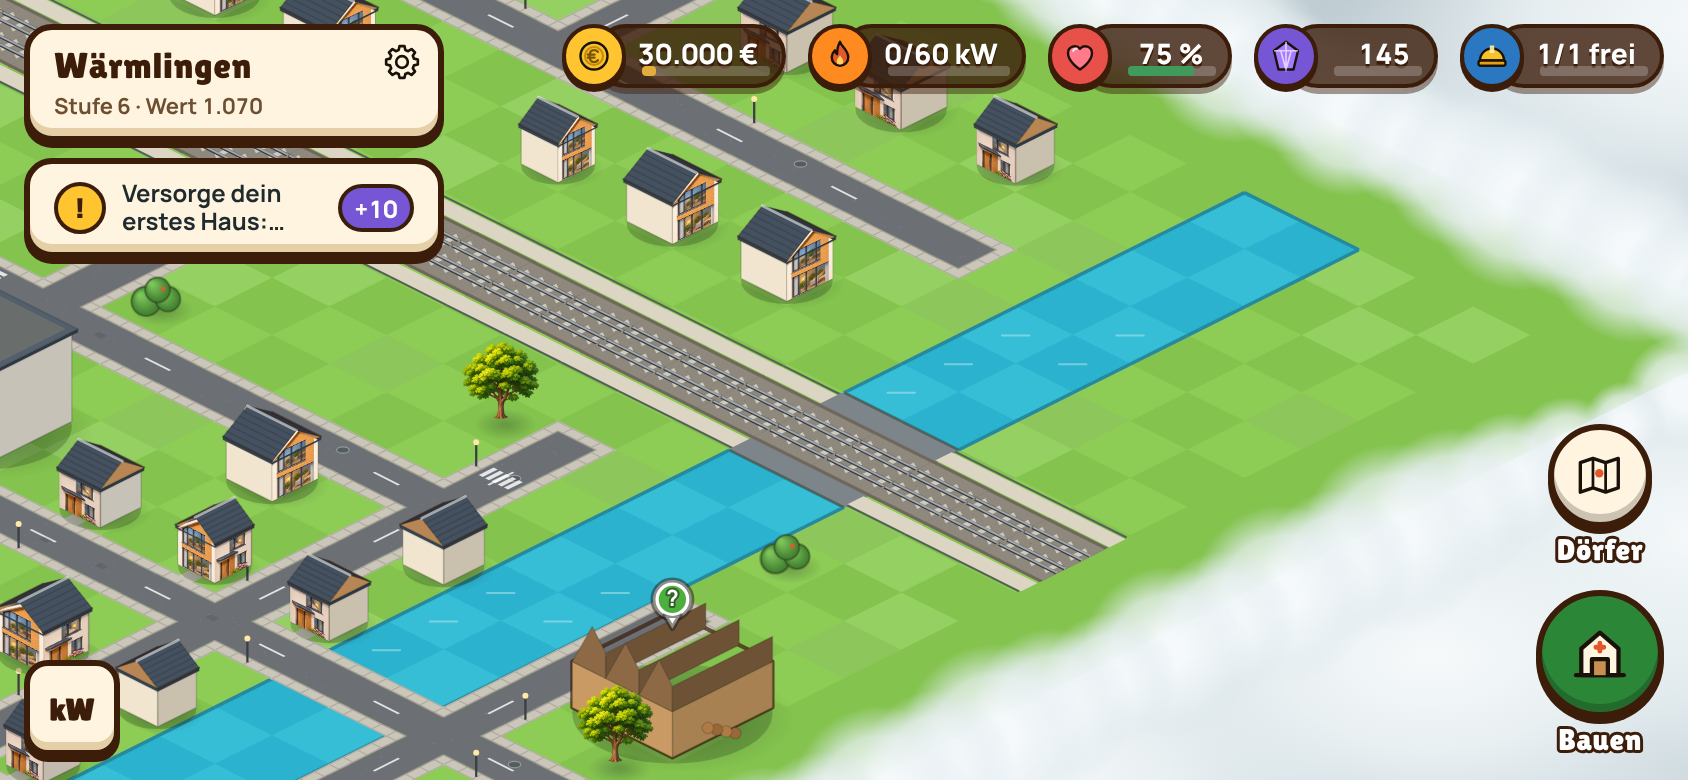 Wärmlingen
Stufe 6 · Wert 1.070
30.000 €
0/60 kW
75 %
145
1/1 frei
!
Versorge dein
erstes Haus:…
+10
?
Dörfer
kW
Bauen